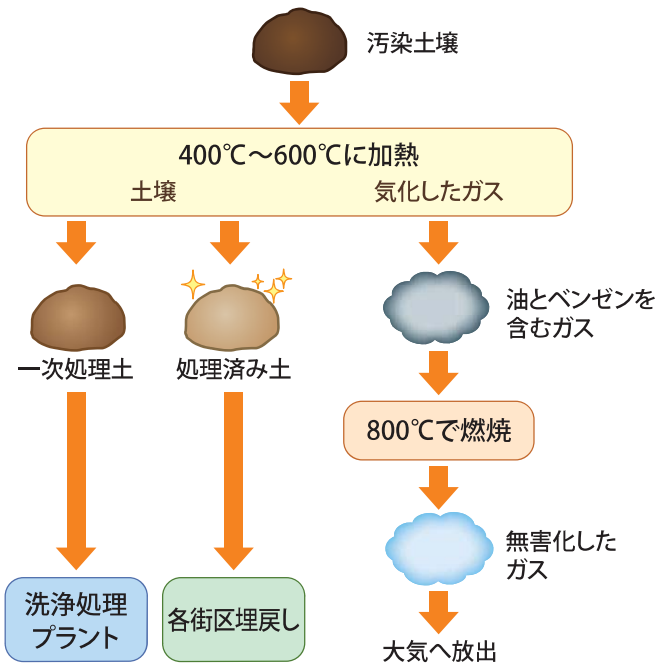 汚染土壌
400℃～600℃に加熱
土壌
気化したガス
油とベンゼンを
含むガス
一次処理土
処理済み土
800℃で燃焼
無害化した
ガス
洗浄処理
プラント
各街区埋戻し
大気へ放出